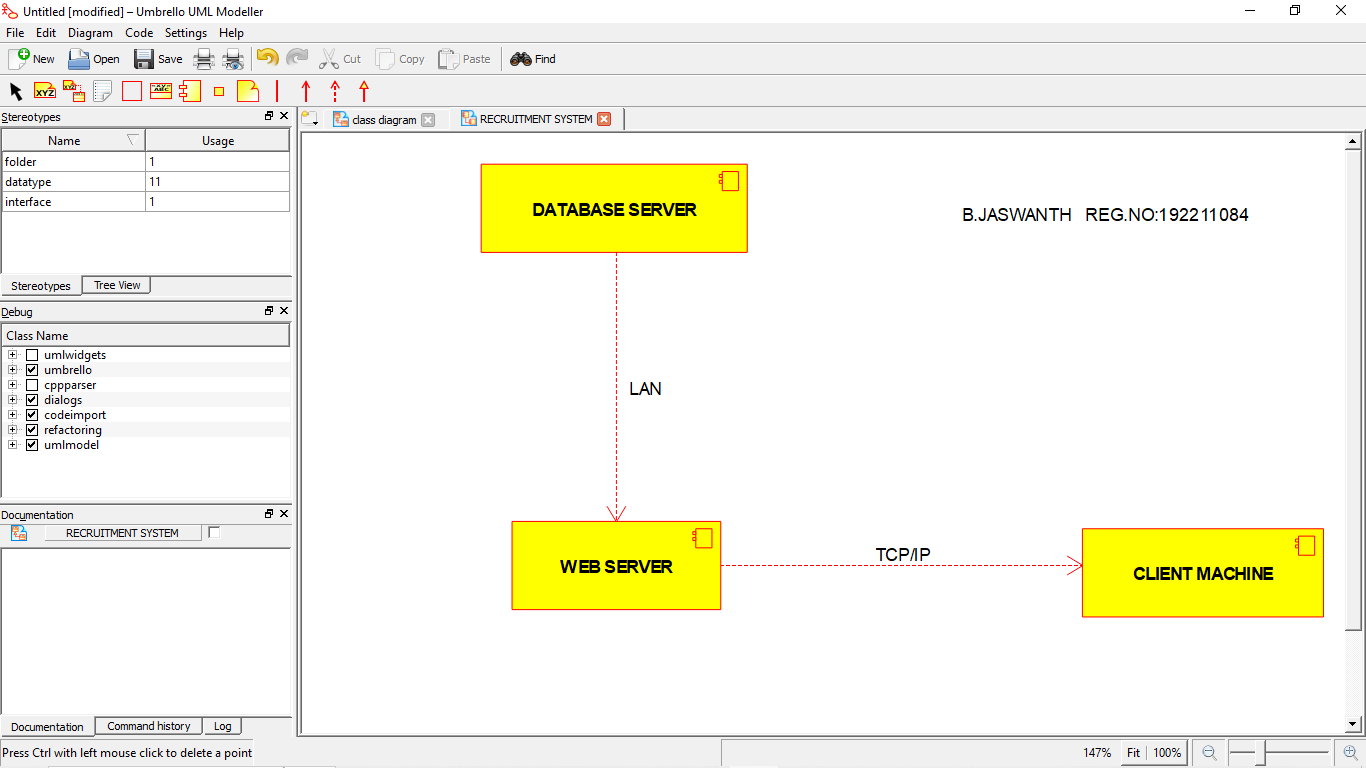 Untitled [modified] – Umbrello UML Modeller
File Edit Diagram Code Settings Help
New Open Save Cut Copy Paste Find
XYZ XYZ XY ABC
Stereotypes
class diagram RECRUITMENT SYSTEM
Name Usage
folder 1
datatype 11
interface 1
Stereotypes Tree View
Debug
Class Name
umlwidgets
umbrello
cppparser
dialogs
codeimport
refactoring
umlmodel
Documentation
RECRUITMENT SYSTEM
Documentation Command history Log
DATABASE SERVER
B.JASWANTH REG.NO:192211084
LAN
WEB SERVER
TCP/IP
CLIENT MACHINE
Press Ctrl with left mouse click to delete a point
147% Fit 100%